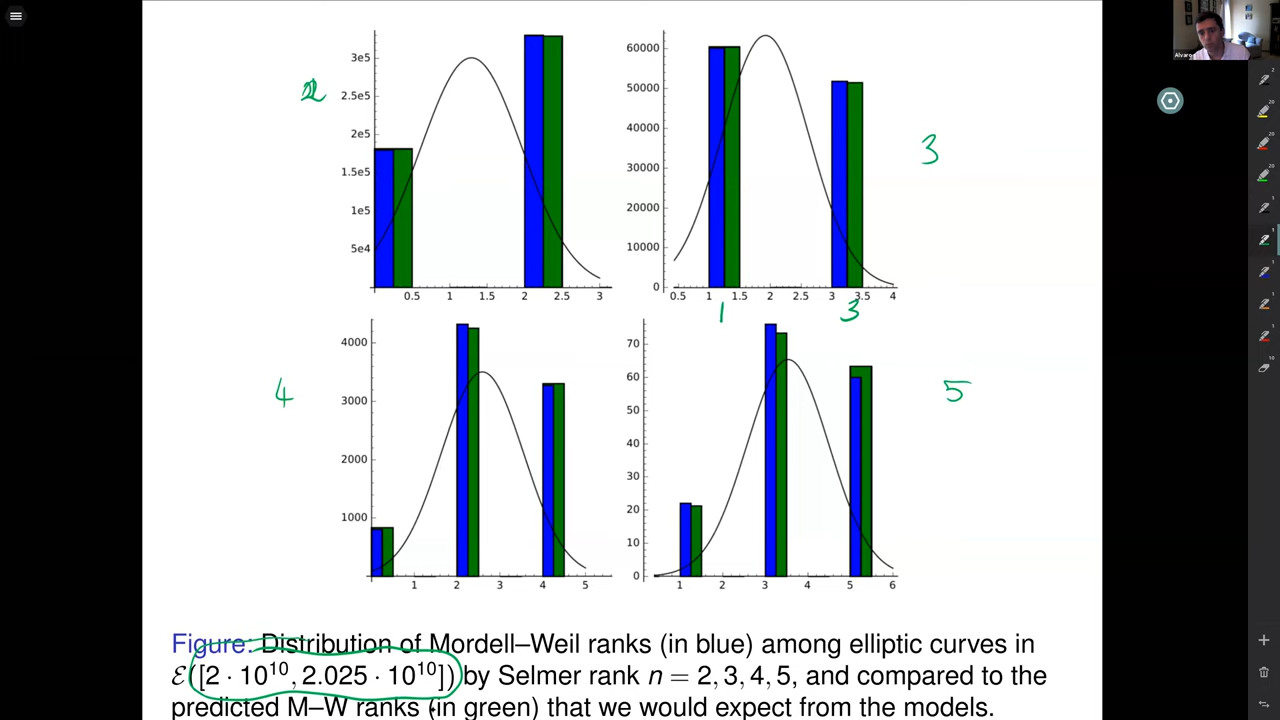 Alvaro
3e5
2.5e5
2e5
1.5e5
1e5
5e4
0.5 1 1.5 2 2.5 3
2
60000
50000
40000
30000
20000
10000
0
0.5 1 1.5 2 2.5 3 3.5 4
3
1 3
4000
3000
2000
1000
1 2 3 4 5
4
70
60
50
40
30
20
10
0
1 2 3 4 5 6
5
Figure: Distribution of Mordell–Weil ranks (in blue) among elliptic curves in
ℰ([2 · 10¹⁰, 2.025 · 10¹⁰]) by Selmer rank n = 2, 3, 4, 5, and compared to the
predicted M–W ranks (in green) that we would expect from the models.